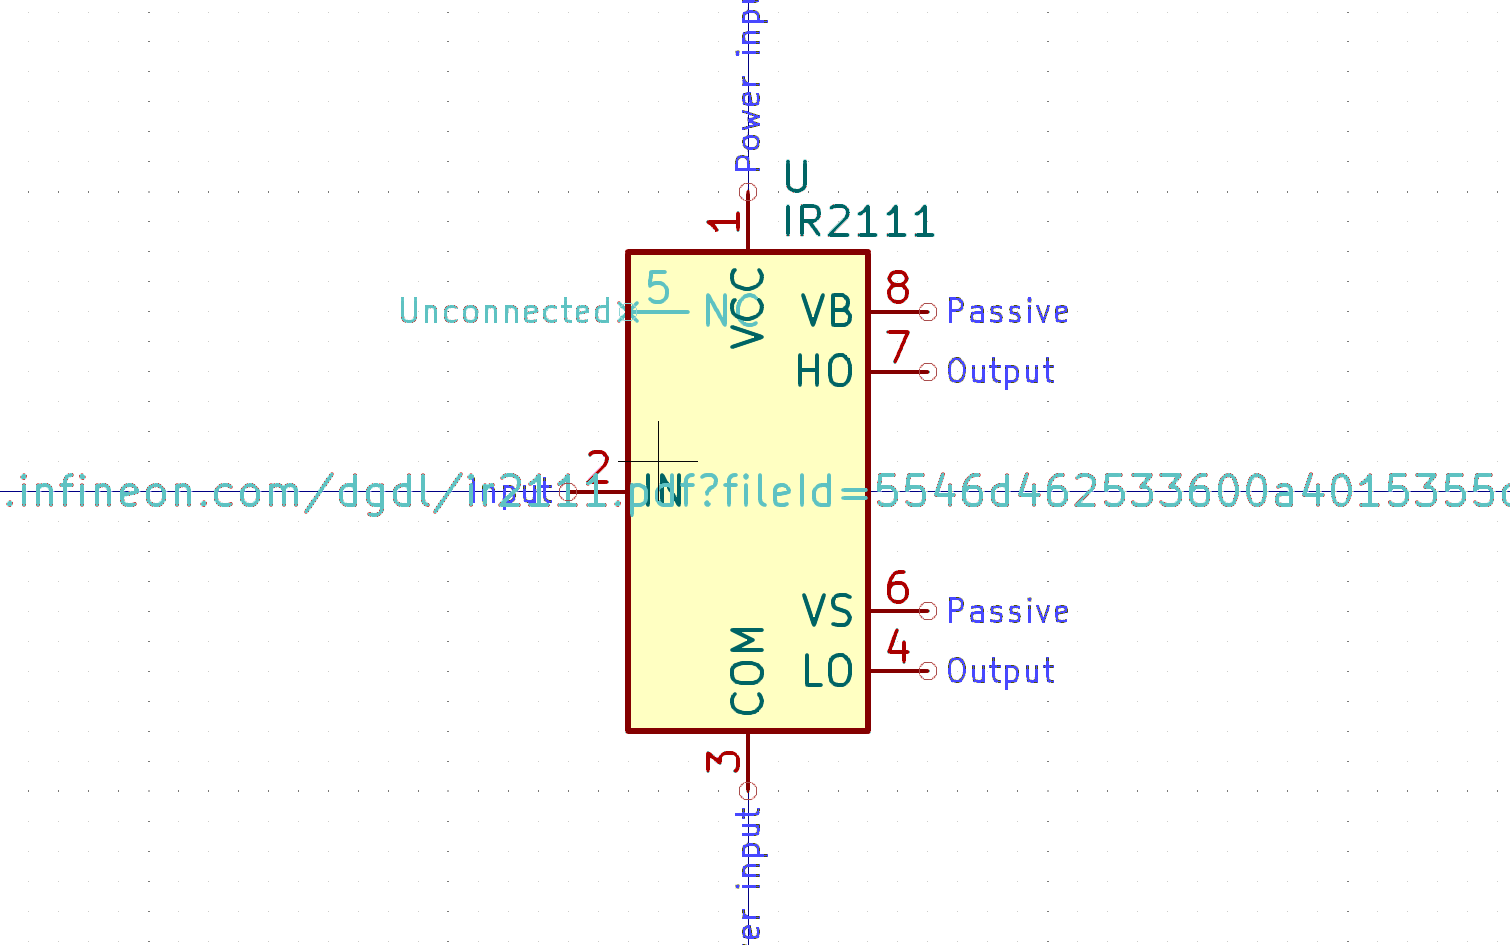 Power inpu
U
IR2111
1
5
8
Unconnected
NC
VCC
VB
Passive
7
HO
Output
2
.infineon.com/dgdl/Ir2111.pdf?fileId=5546d462533600a4015355c
Input
IN
6
VS
Passive
4
COM
LO
Output
3
er input